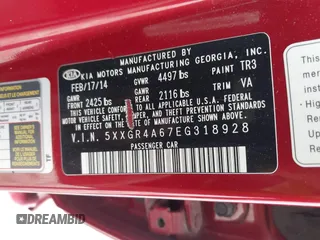 MANUFACTURED BY
KIA KIA MOTORS MANUFACTURING GEORGIA, INC.
FEB/17/14 GVWR 4497 lbs PAINT TR3
GAWR FRONT 2425 lbs GAWR REAR 2116 lbs TRIM VA
THIS VEHICLE CONFORMS TO ALL APPLICABLE U.S.A. FEDERAL
MOTOR VEHICLE SAFETY, BUMPER, AND THEFT PREVENTION
STANDARDS IN EFFECT ON THE DATE OF MANUFACTURE SHOWN ABOVE.
V.I.N. 5XXGR4A67EG318928
PASSENGER CAR
DREAMBID